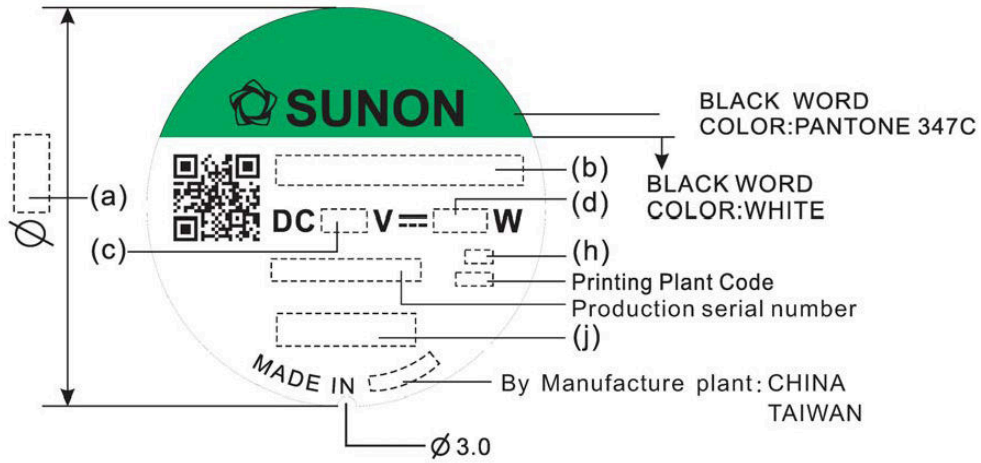 SUNON
BLACK WORD
COLOR:PANTONE 347C
BLACK WORD
COLOR:WHITE
(a)
(b)
(c)
(d)
DC V W
(h)
Printing Plant Code
Production serial number
(j)
MADE IN
By Manufacture plant: CHINA
TAIWAN
Ø
Ø 3.0